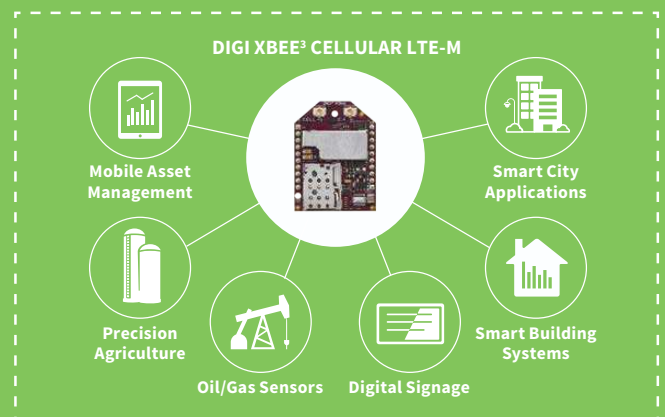 DIGI XBEE³ CELLULAR LTE-M
Mobile Asset
Management
Smart City
Applications
Precision
Agriculture
Smart Building
Systems
Oil/Gas Sensors
Digital Signage